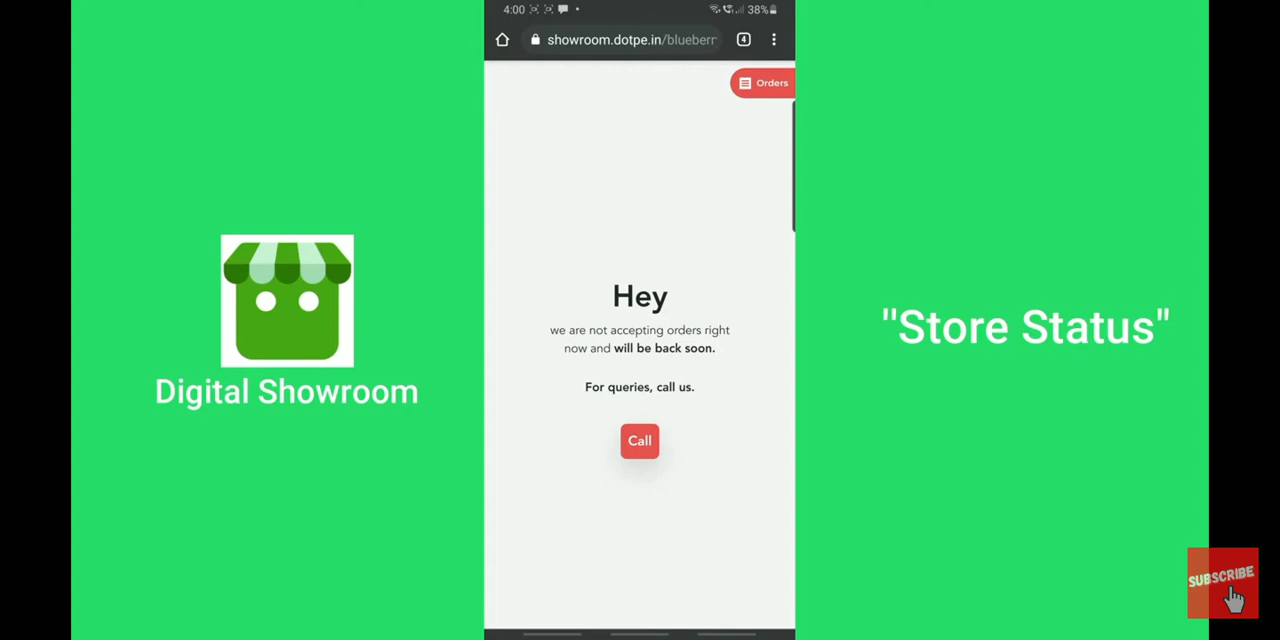 4:00
38%
showroom.dotpe.in/blueberr
4
Orders
Hey
we are not accepting orders right
now and will be back soon.
For queries, call us.
Call
Digital Showroom
"Store Status"
SUBSCRIBE